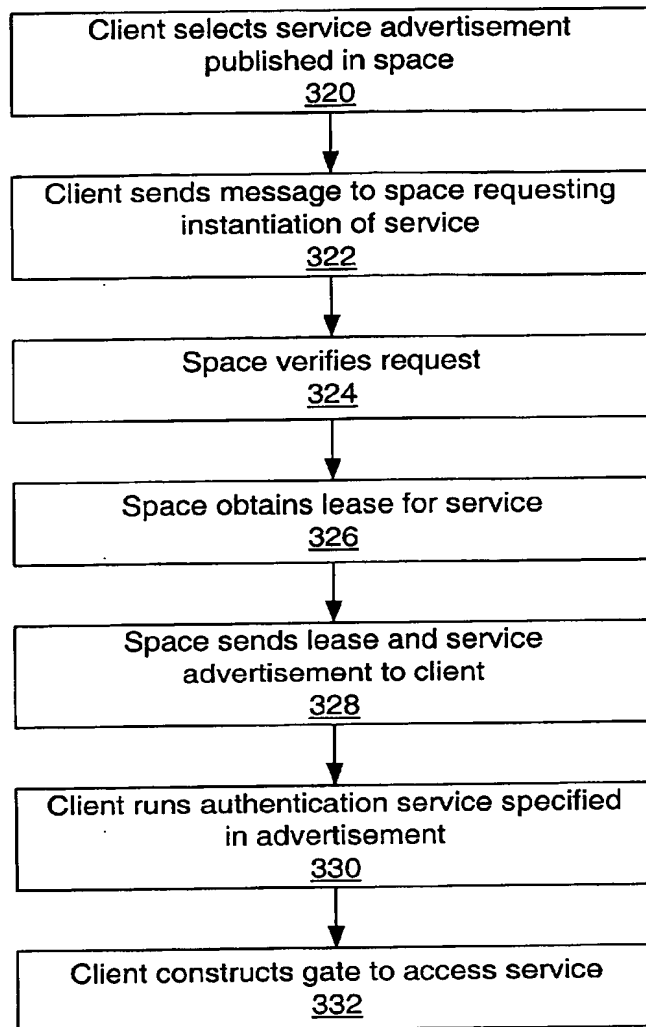 Client selects service advertisement
published in space
320
Client sends message to space requesting
instantiation of service
322
Space verifies request
324
Space obtains lease for service
326
Space sends lease and service
advertisement to client
328
Client runs authentication service specified
in advertisement
330
Client constructs gate to access service
332